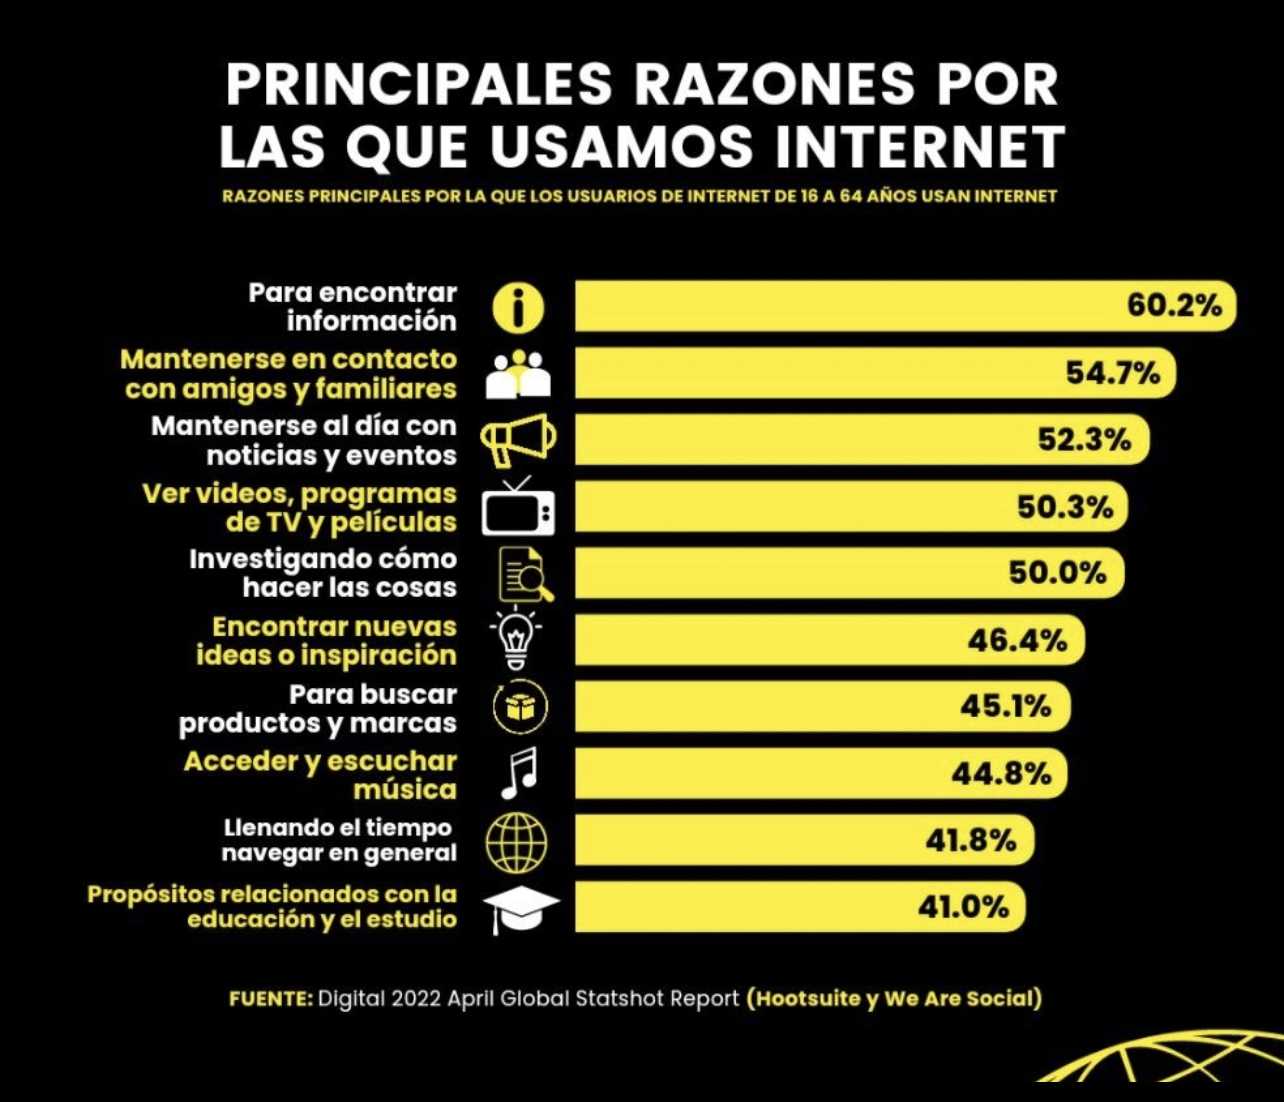 PRINCIPALES RAZONES POR
LAS QUE USAMOS INTERNET
RAZONES PRINCIPALES POR LA QUE LOS USUARIOS DE INTERNET DE 16 A 64 AÑOS USAN INTERNET
Para encontrar
información
60.2%
Mantenerse en contacto
con amigos y familiares
54.7%
Mantenerse al día con
noticias y eventos
52.3%
Ver videos, programas
de TV y películas
50.3%
Investigando cómo
hacer las cosas
50.0%
Encontrar nuevas
ideas o inspiración
46.4%
Para buscar
productos y marcas
45.1%
Acceder y escuchar
música
44.8%
Llenando el tiempo
navegar en general
41.8%
Propósitos relacionados con la
educación y el estudio
41.0%
FUENTE: Digital 2022 April Global Statshot Report (Hootsuite y We Are Social)